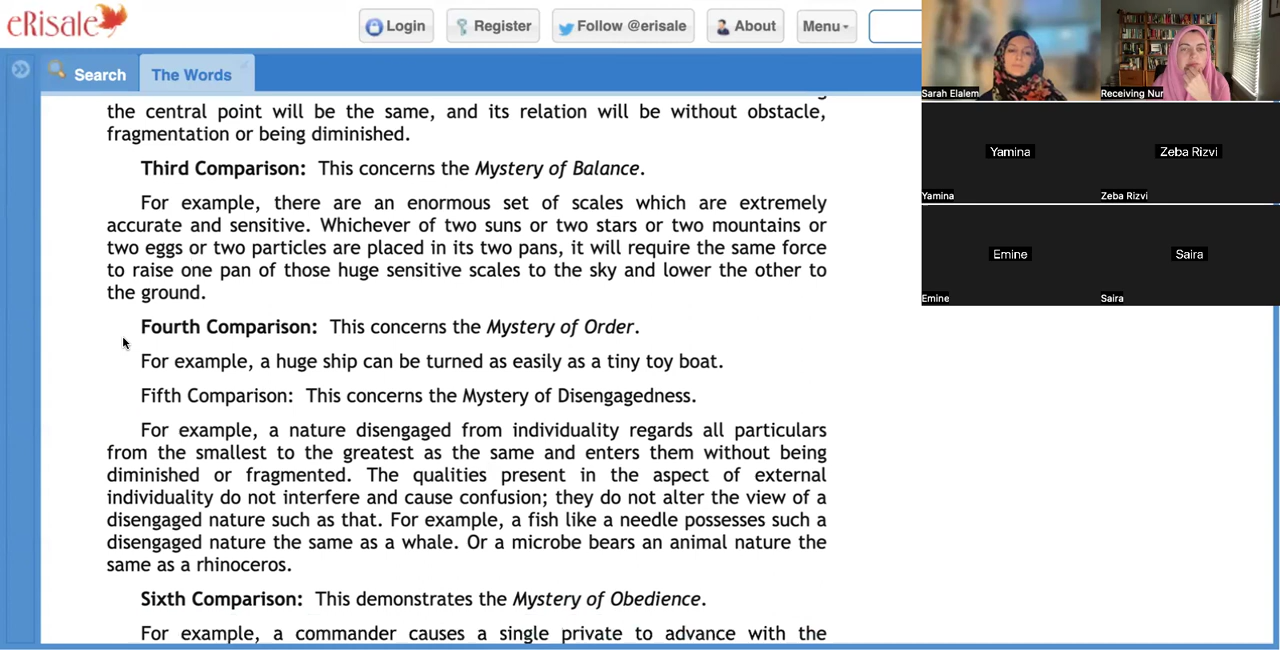 eRisale
Login
Register
Follow @erisale
About
Menu
Search
The Words
the central point will be the same, and its relation will be without obstacle,
fragmentation or being diminished.
Third Comparison: This concerns the Mystery of Balance.
For example, there are an enormous set of scales which are extremely
accurate and sensitive. Whichever of two suns or two stars or two mountains or
two eggs or two particles are placed in its two pans, it will require the same force
to raise one pan of those huge sensitive scales to the sky and lower the other to
the ground.
Fourth Comparison: This concerns the Mystery of Order.
For example, a huge ship can be turned as easily as a tiny toy boat.
Fifth Comparison: This concerns the Mystery of Disengagedness.
For example, a nature disengaged from individuality regards all particulars
from the smallest to the greatest as the same and enters them without being
diminished or fragmented. The qualities present in the aspect of external
individuality do not interfere and cause confusion; they do not alter the view of a
disengaged nature such as that. For example, a fish like a needle possesses such a
disengaged nature the same as a whale. Or a microbe bears an animal nature the
same as a rhinoceros.
Sixth Comparison: This demonstrates the Mystery of Obedience.
For example, a commander causes a single private to advance with the
Sarah Elalem
Receiving Nur
Yamina
Zeba Rizvi
Yamina
Zeba Rizvi
Emine
Saira
Emine
Saira